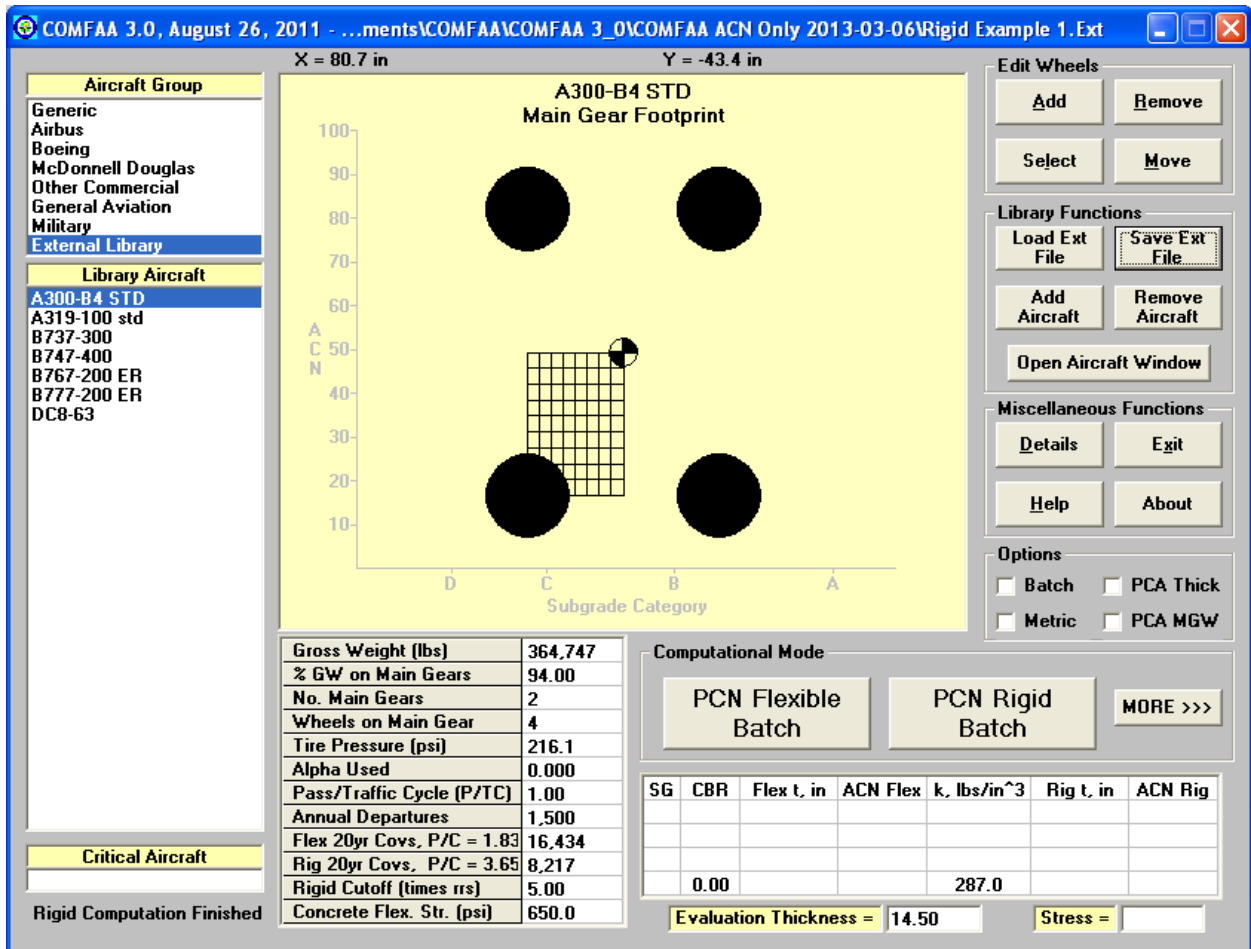 COMFAA 3.0, August 26, 2011 - ...ments\COMFAA\COMFAA 3_0\COMFAA ACN Only 2013-03-06\Rigid Example 1.Ext
X = 80.7 in Y = -43.4 in
Aircraft Group
Generic
Airbus
Boeing
McDonnell Douglas
Other Commercial
General Aviation
Military
External Library
Library Aircraft
A300-B4 STD
A319-100 std
B737-300
B747-400
B767-200 ER
B777-200 ER
DC8-63
Critical Aircraft
Rigid Computation Finished
A300-B4 STD
Main Gear Footprint
100
90
80
70
60
50
40
30
20
10
A
C
N
D C B A
Subgrade Category
Gross Weight (lbs) 364,747
% GW on Main Gears 94.00
No. Main Gears 2
Wheels on Main Gear 4
Tire Pressure (psi) 216.1
Alpha Used 0.000
Pass/Traffic Cycle (P/TC) 1.00
Annual Departures 1,500
Flex 20yr Covs, P/C = 1.83 16,434
Rig 20yr Covs, P/C = 3.65 8,217
Rigid Cutoff (times rrs) 5.00
Concrete Flex. Str. (psi) 650.0
Edit Wheels
Add Remove
Select Move
Library Functions
Load Ext File Save Ext File
Add Aircraft Remove Aircraft
Open Aircraft Window
Miscellaneous Functions
Details Exit
Help About
Options
Batch PCA Thick
Metric PCA MGW
Computational Mode
PCN Flexible Batch PCN Rigid Batch MORE >>>
SG CBR Flex t, in ACN Flex k, lbs/in^3 Rig t, in ACN Rig
0.00 287.0
Evaluation Thickness = 14.50 Stress =